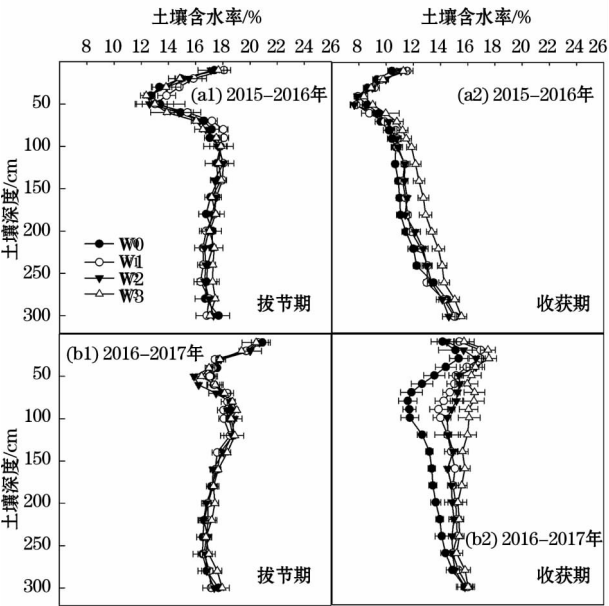 土壤含水率/% 土壤含水率/%
8 10 12 14 16 18 20 22 24 26 8 10 12 14 16 18 20 22 24 26
土壤深度/cm
0
50
100
150
200
250
300
(a1) 2015-2016年
W0
W1
W2
W3
拔节期
(a2) 2015-2016年
收获期
土壤深度/cm
50
100
150
200
250
300
(b1) 2016-2017年
拔节期
(b2) 2016-2017年
收获期